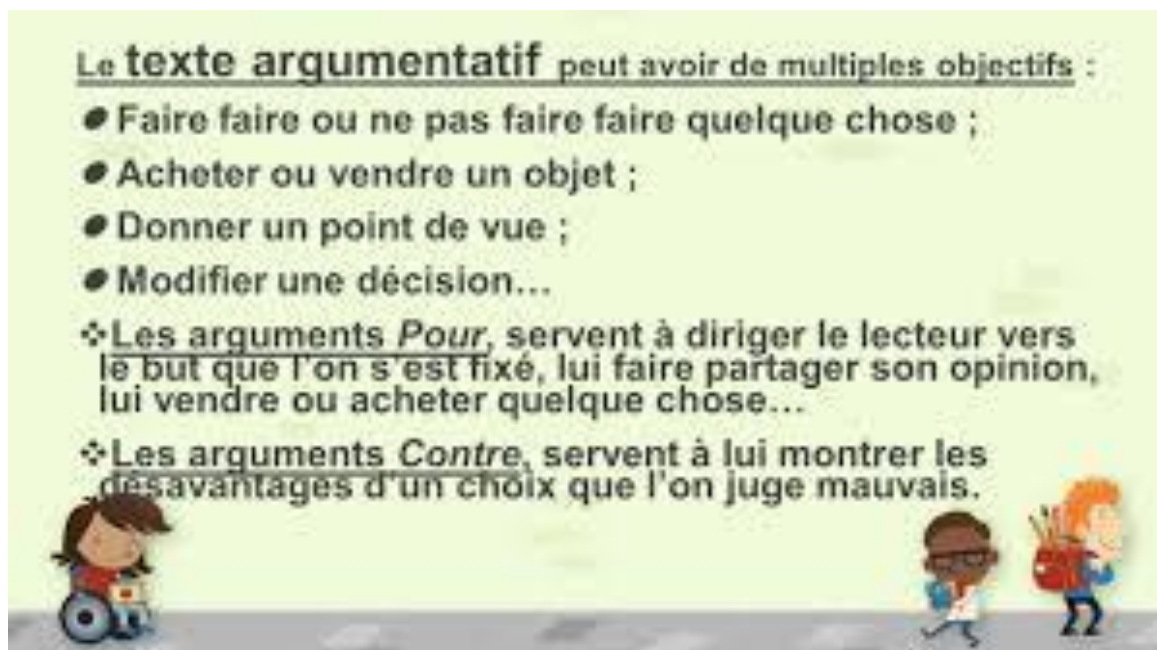 Le texte argumentatif peut avoir de multiples objectifs :
Faire faire ou ne pas faire faire quelque chose ;
Acheter ou vendre un objet ;
Donner un point de vue ;
Modifier une décision...
Les arguments Pour, servent à diriger le lecteur vers
le but que l'on s'est fixé, lui faire partager son opinion,
lui vendre ou acheter quelque chose...
Les arguments Contre, servent à lui montrer les
désavantages d'un choix que l'on juge mauvais.